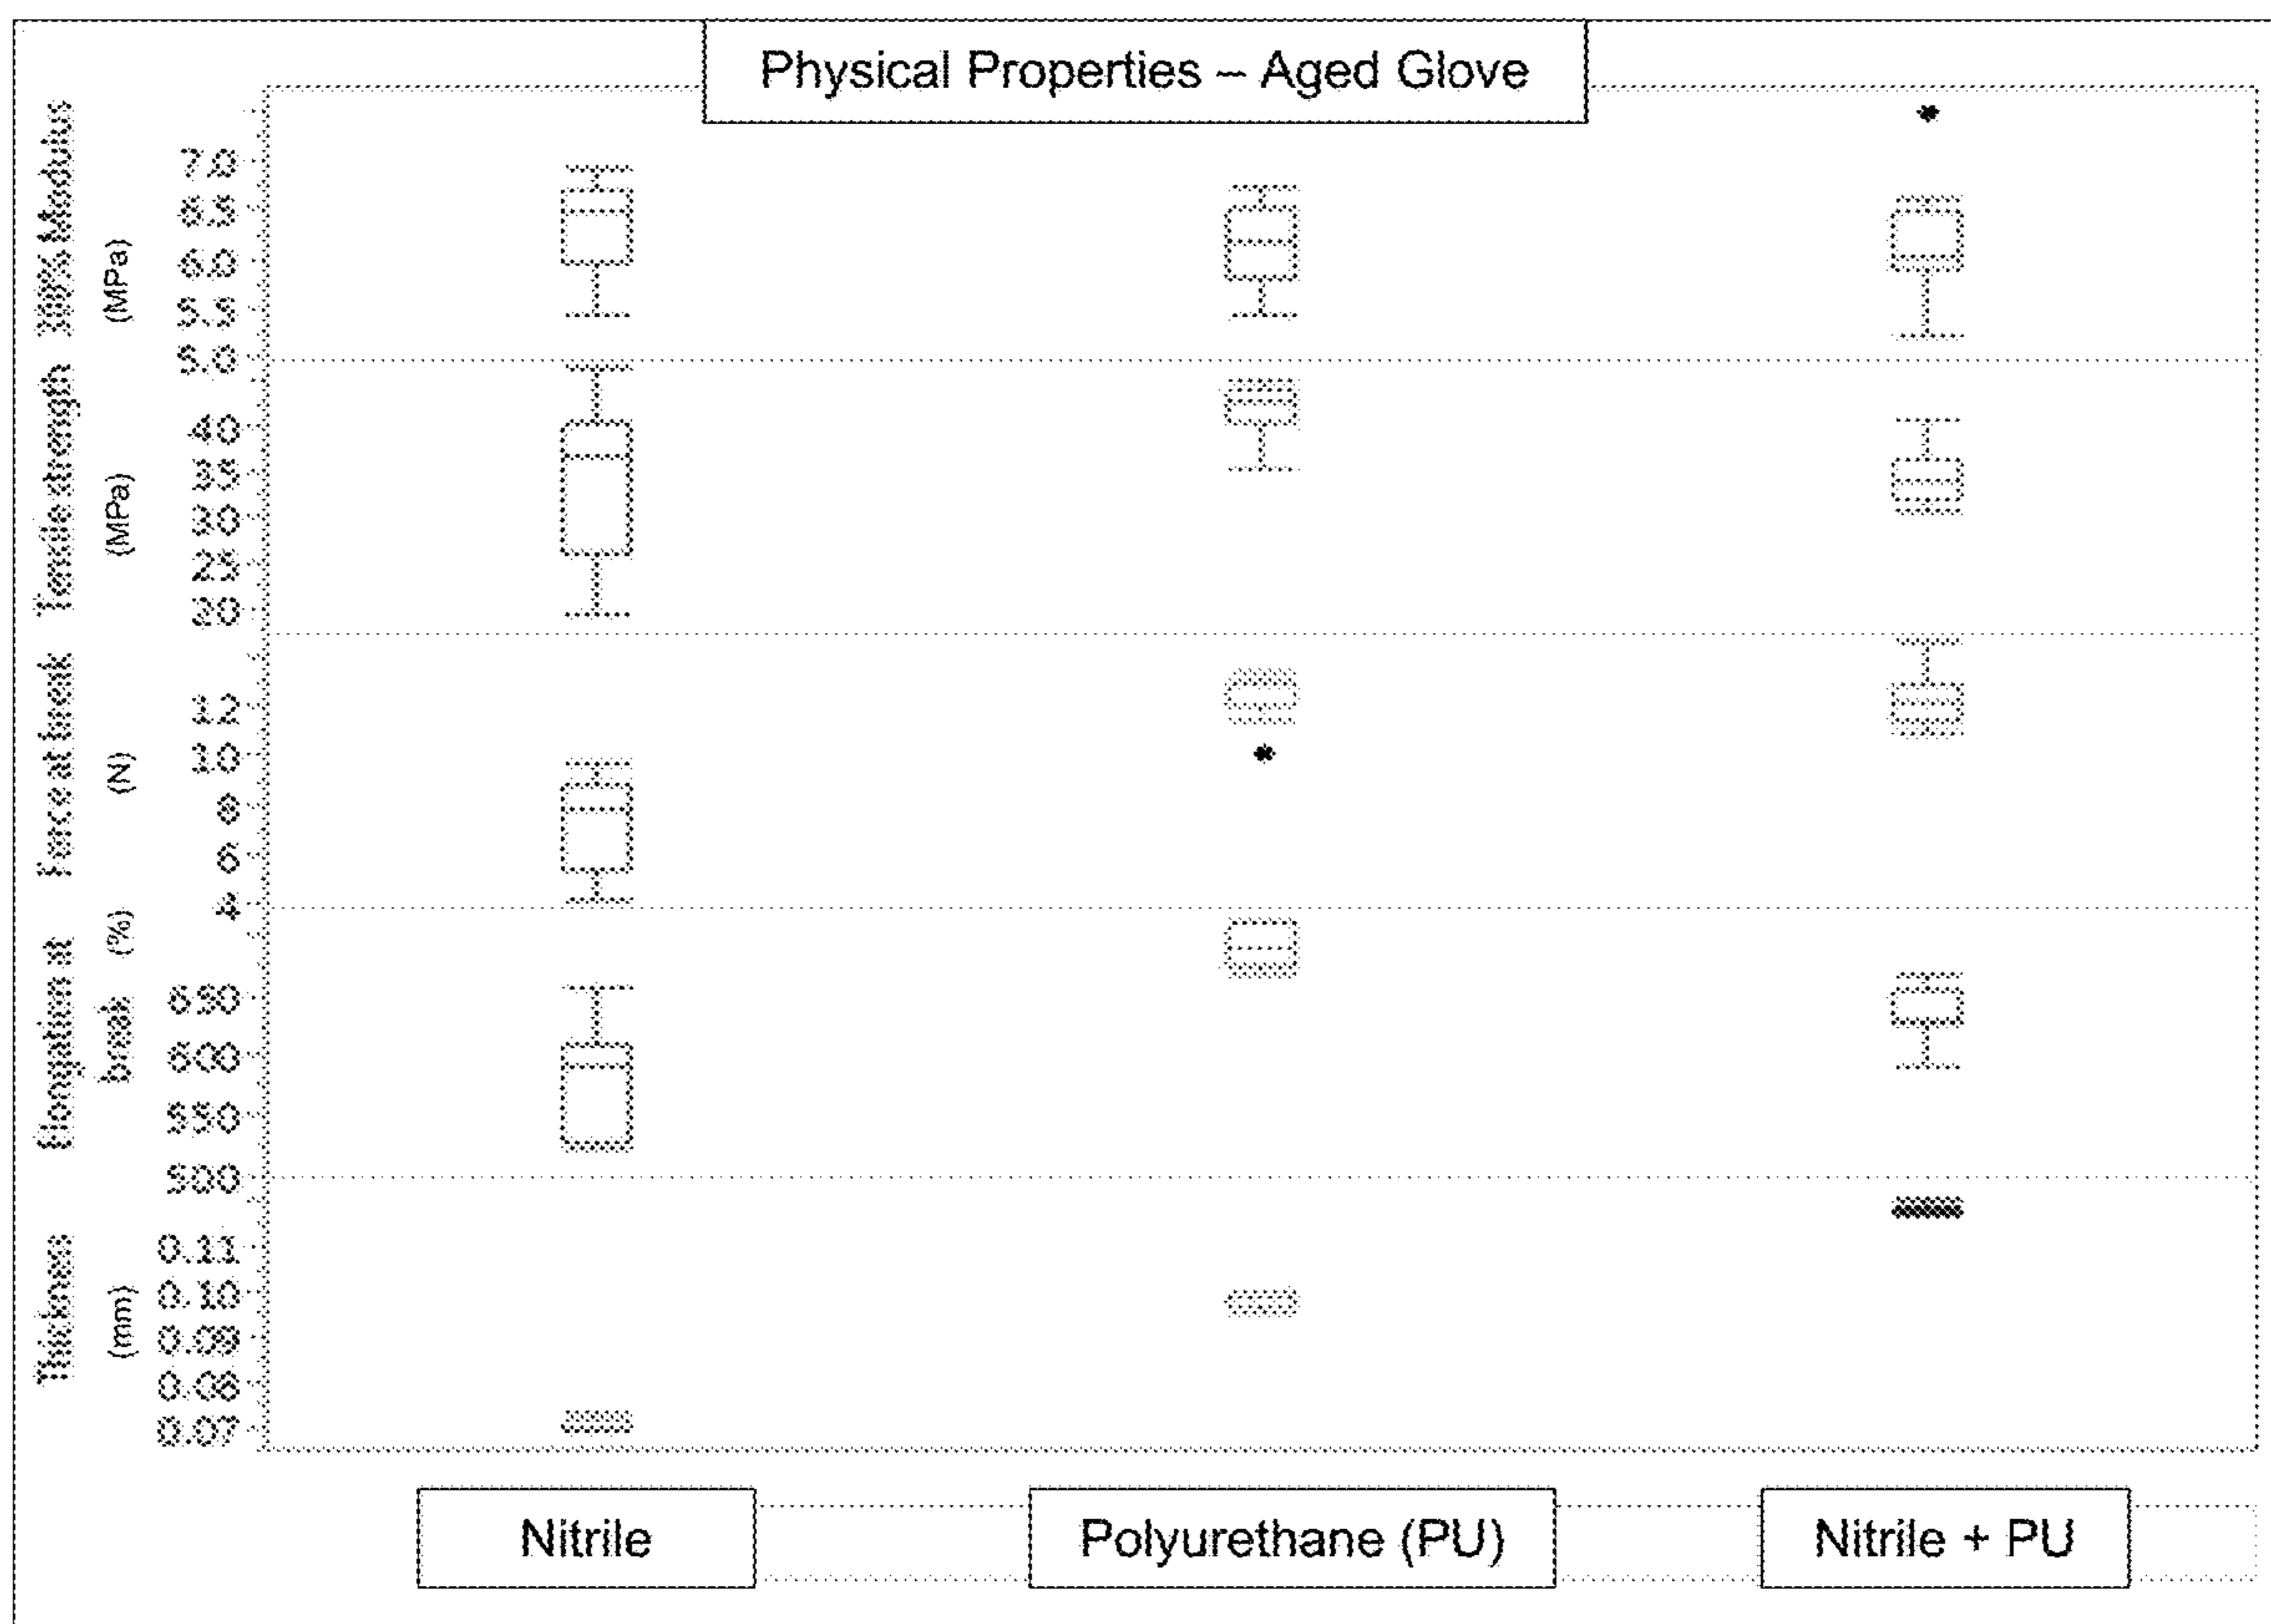 Physical Properties – Aged Glove
300% Modulus
(MPa)
7.0
6.5
6.0
5.5
5.0
Tensile strength
(MPa)
40
35
30
25
20
Force at break
(N)
12
10
8
6
4
Elongation at
break (%)
650
600
550
500
Thickness
(mm)
0.11
0.10
0.09
0.08
0.07
Nitrile
Polyurethane (PU)
Nitrile + PU